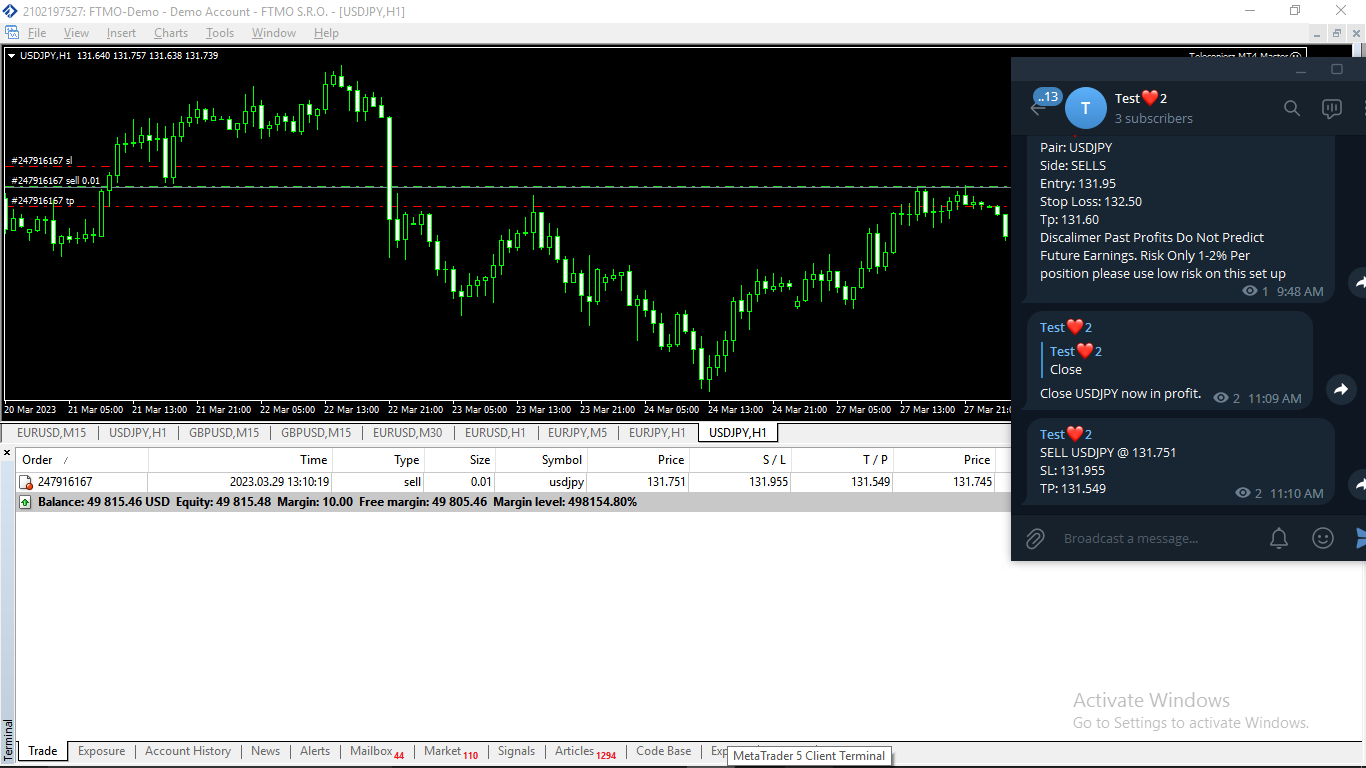 2102197527: FTMO-Demo - Demo Account - FTMO S.R.O. - [USDJPY,H1]
File View Insert Charts Tools Window Help
USDJPY,H1 131.640 131.757 131.638 131.739
#247916167 sl
#247916167 sell 0.01
#247916167 tp
20 Mar 2023 21 Mar 05:00 21 Mar 13:00 21 Mar 21:00 22 Mar 05:00 22 Mar 13:00 22 Mar 21:00 23 Mar 05:00 23 Mar 13:00 23 Mar 21:00 24 Mar 05:00 24 Mar 13:00 24 Mar 21:00 27 Mar 05:00 27 Mar 13:00 27 Mar 21:0
EURUSD,M15 USDJPY,H1 GBPUSD,M15 GBPUSD,M15 EURUSD,M30 EURUSD,H1 EURJPY,M5 EURJPY,H1 USDJPY,H1
Order / Time Type Size Symbol Price S / L T / P Price
247916167 2023.03.29 13:10:19 sell 0.01 usdjpy 131.751 131.955 131.549 131.745
Balance: 49 815.46 USD Equity: 49 815.48 Margin: 10.00 Free margin: 49 805.46 Margin level: 498154.80%
Terminal
Trade Exposure Account History News Alerts Mailbox 44 Market 110 Signals Articles 1294 Code Base Exp
MetaTrader 5 Client Terminal
..13
T
Test❤️2
3 subscribers
Pair: USDJPY
Side: SELLS
Entry: 131.95
Stop Loss: 132.50
Tp: 131.60
Discalimer Past Profits Do Not Predict
Future Earnings. Risk Only 1-2% Per
position please use low risk on this set up
1 9:48 AM
Test❤️2
Test❤️2
Close
Close USDJPY now in profit. 2 11:09 AM
Test❤️2
SELL USDJPY @ 131.751
SL: 131.955
TP: 131.549
2 11:10 AM
Broadcast a message...
Activate Windows
Go to Settings to activate Windows.